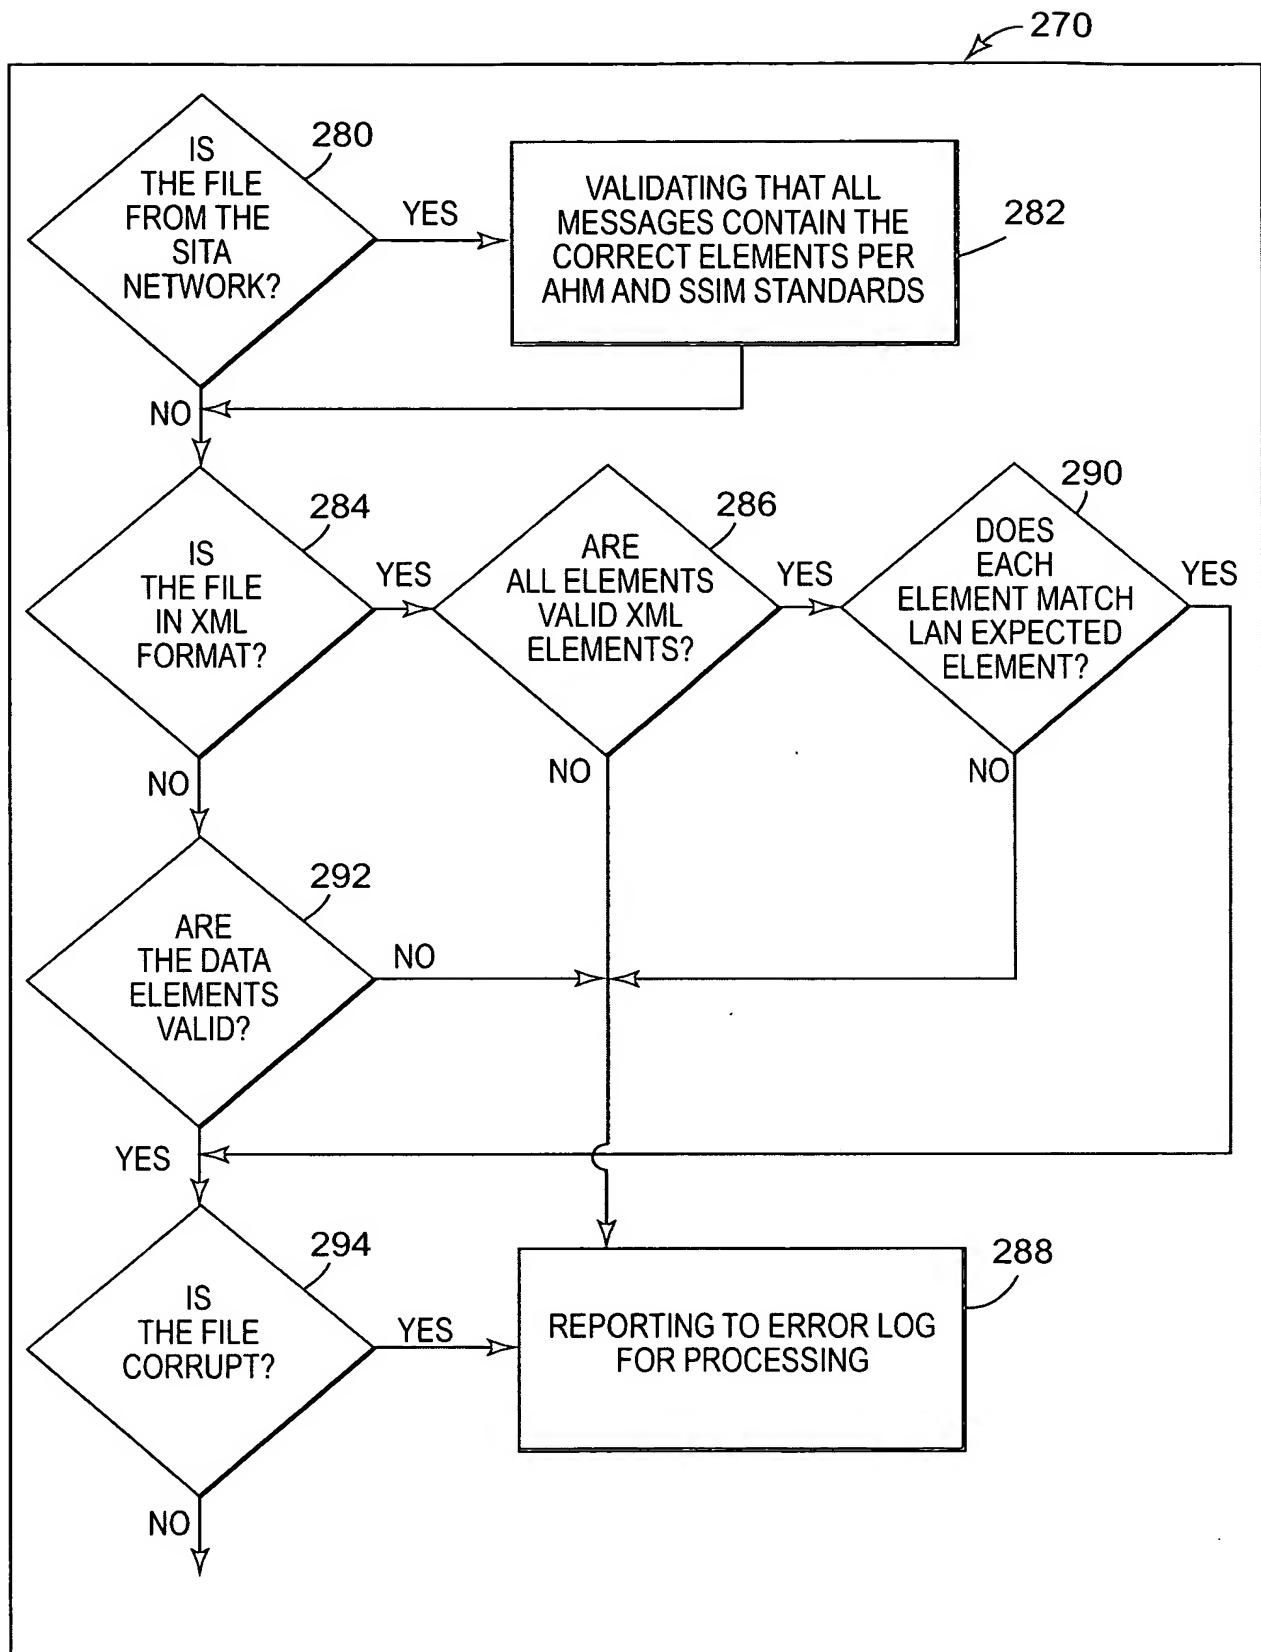 270
IS
THE FILE
FROM THE
SITA
NETWORK?
280
YES
VALIDATING THAT ALL
MESSAGES CONTAIN THE
CORRECT ELEMENTS PER
AHM AND SSIM STANDARDS
282
NO
IS
THE FILE
IN XML
FORMAT?
284
YES
ARE
ALL ELEMENTS
VALID XML
ELEMENTS?
286
YES
DOES
EACH
ELEMENT MATCH
LAN EXPECTED
ELEMENT?
290
YES
NO
NO
NO
ARE
THE DATA
ELEMENTS
VALID?
292
NO
YES
IS
THE FILE
CORRUPT?
294
YES
REPORTING TO ERROR LOG
FOR PROCESSING
288
NO